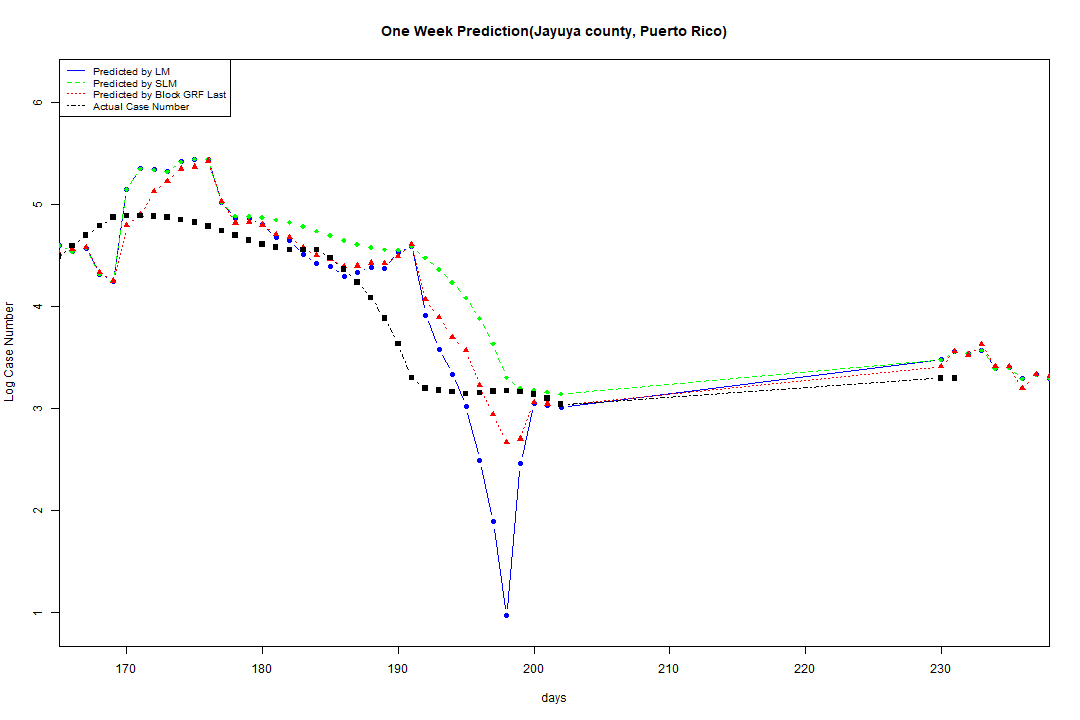 One Week Prediction(Jayuya county, Puerto Rico)
Predicted by LM
Predicted by SLM
Predicted by Block GRF Last
Actual Case Number
Log Case Number
6
5
4
3
2
1
170 180 190 200 210 220 230
days